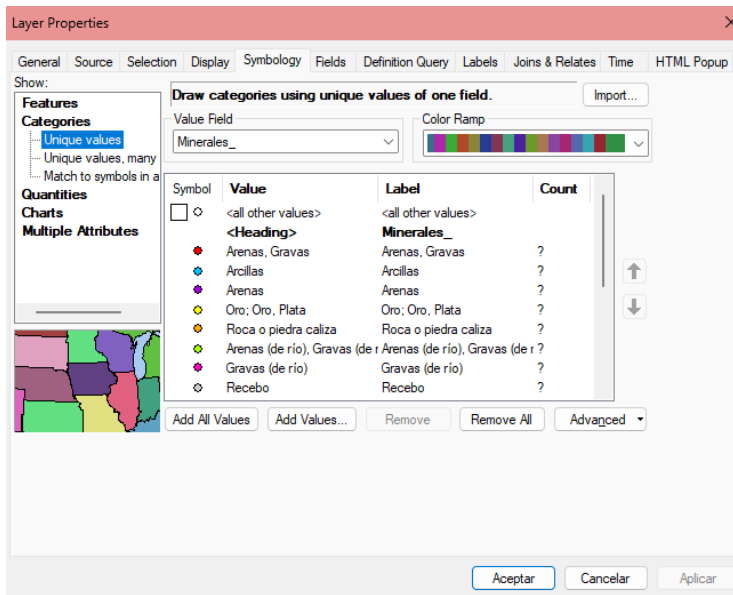 Layer Properties
General Source Selection Display Symbology Fields Definition Query Labels Joins & Relates Time HTML Popup
Show:
Features
Categories
Unique values
Unique values, many
Match to symbols in a
Quantities
Charts
Multiple Attributes
Draw categories using unique values of one field.
Import...
Value Field
Minerales_
Color Ramp
Symbol Value Label Count
<all other values> <all other values>
<Heading> Minerales_
Arenas, Gravas Arenas, Gravas ?
Arcillas Arcillas ?
Arenas Arenas ?
Oro; Oro, Plata Oro; Oro, Plata ?
Roca o piedra caliza Roca o piedra caliza ?
Arenas (de río), Gravas (de r Arenas (de río), Gravas (de r ?
Gravas (de río) Gravas (de río) ?
Recebo Recebo ?
Add All Values Add Values... Remove Remove All Advanced
Aceptar Cancelar Aplicar